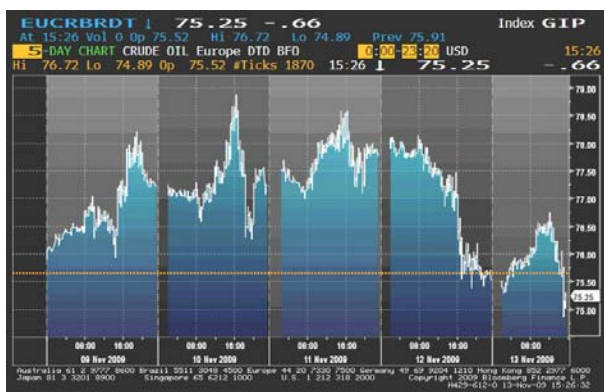 EUCRBRDT ↓ 75.25 -.66 Index GIP
At 15:26 Vol 0 Op 75.52 Hi 76.72 Lo 74.89 Prev 75.91
5-DAY CHART CRUDE OIL Europe DTD BFO 0:00-23:20 USD 15:26
Hi 76.72 Lo 74.89 Op 75.52 #Ticks 1870 15:26 ↓ 75.25 -.66
79.00
78.50
78.00
77.50
77.00
76.50
76.00
75.50
75.25
75.00
08:00 16:00 08:00 16:00 08:00 16:00 08:00 16:00 08:00 16:00
09 Nov 2009 10 Nov 2009 11 Nov 2009 12 Nov 2009 13 Nov 2009
Australia 61 2 9777 8600 Brazil 5511 3048 4500 Europe 44 20 7330 7500 Germany 49 69 9204 1210 Hong Kong 852 2977 6000
Japan 81 3 3201 8900 Singapore 65 6212 1000 U.S. 1 212 318 2000 Copyright 2009 Bloomberg Finance L.P.
H429-612-0 13-Nov-09 15:26:32